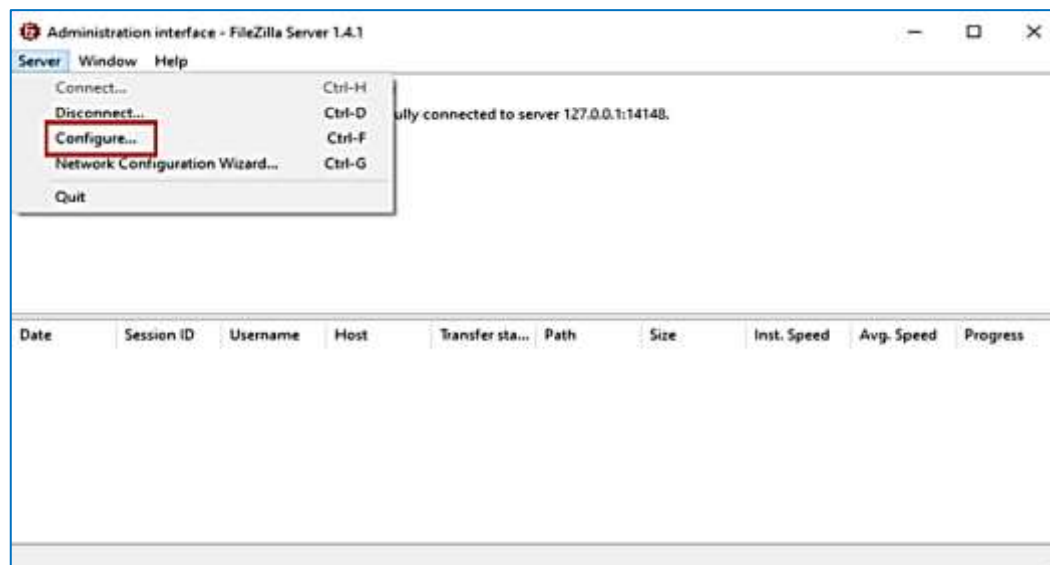 Administration interface - FileZilla Server 1.4.1
Server Window Help
Connect... Ctrl-H
Disconnect... Ctrl-D
ully connected to server 127.0.0.1:14148.
Configure... Ctrl-F
Network Configuration Wizard... Ctrl-G
Quit
Date Session ID Username Host Transfer sta... Path Size Inst. Speed Avg. Speed Progress